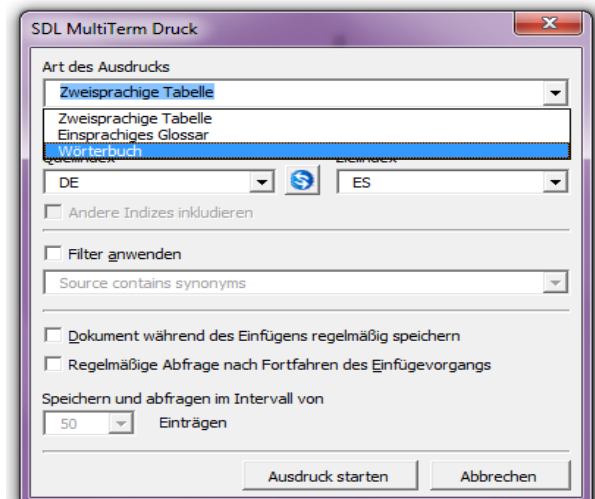 SDL MultiTerm Druck
Art des Ausdrucks
Zweisprachige Tabelle
Zweisprachige Tabelle
Einsprachiges Glossar
Wörterbuch
Quellindex Zielindex
DE ES
Andere Indizes inkludieren
Filter anwenden
Source contains synonyms
Dokument während des Einfügens regelmäßig speichern
Regelmäßige Abfrage nach Fortfahren des Einfügevorgangs
Speichern und abfragen im Intervall von
50 Einträgen
Ausdruck starten Abbrechen